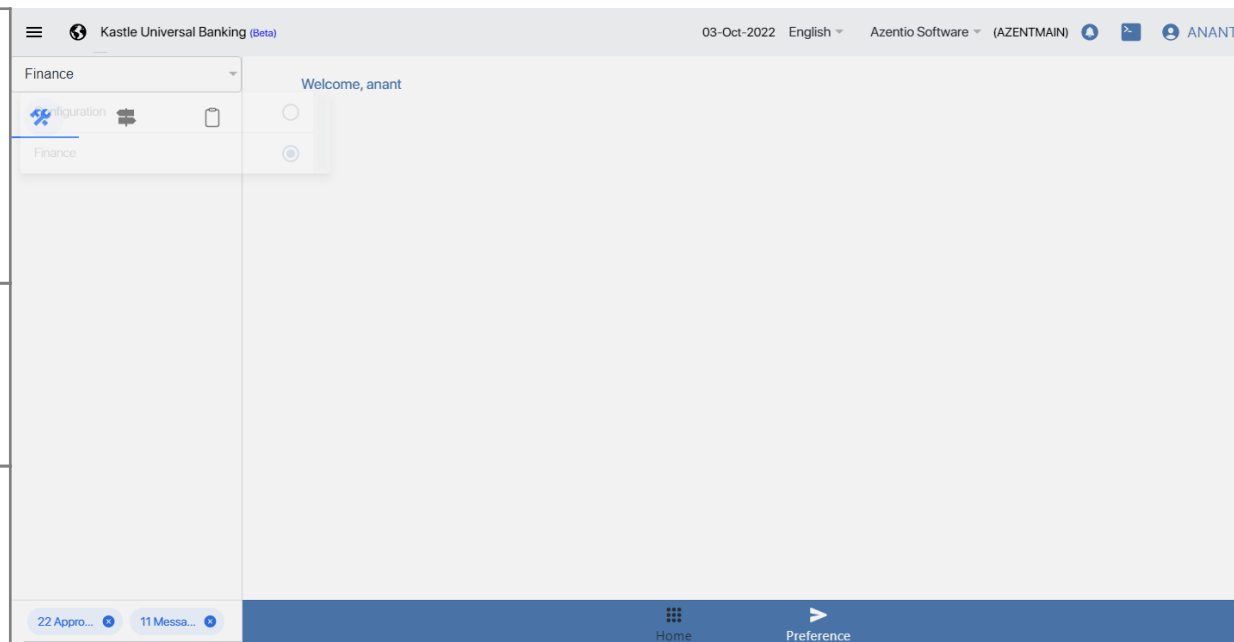 Kastle Universal Banking (Beta)
03-Oct-2022 English Azentio Software (AZENTMAIN) ANANT
Finance
Welcome, anant
Configuration
Finance
22 Appro... 11 Messa...
Home Preference